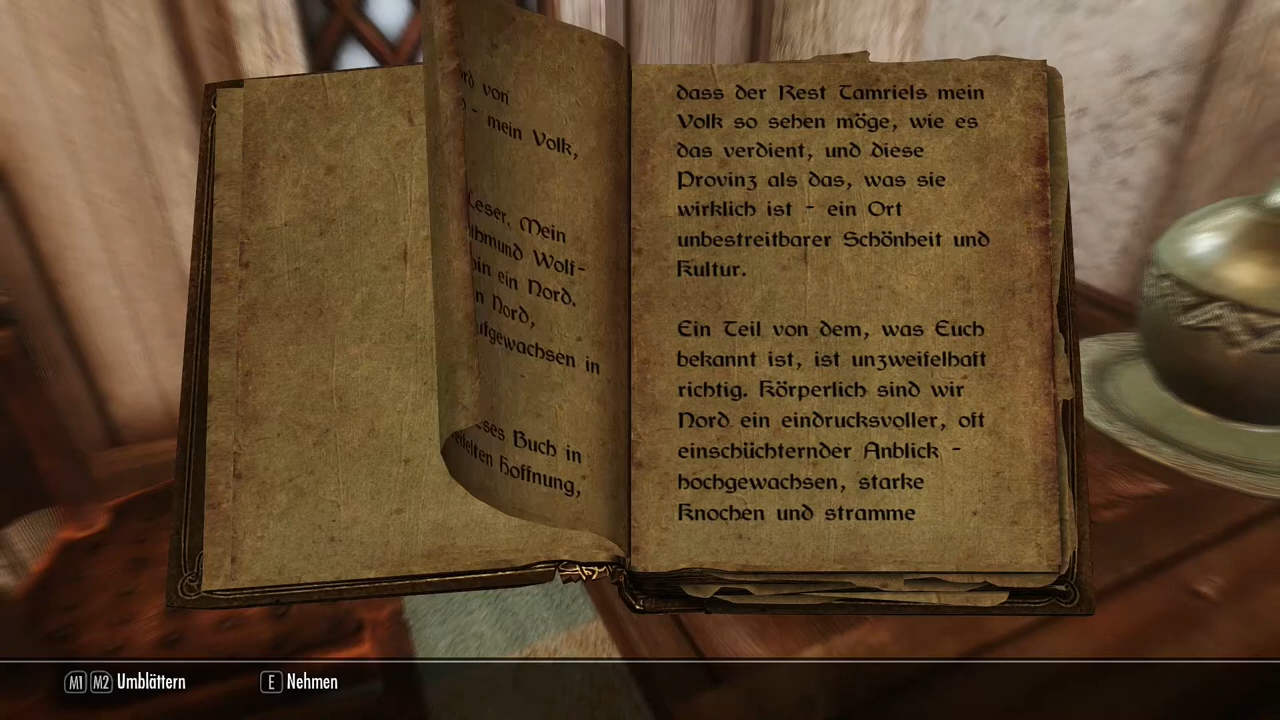 von
- mein Volk,
Mein
Wolf-
ein Nord.
Nord,
in
Buch in
Hoffnung,
dass der Rest Tamriels mein
Volk so sehen möge, wie es
das verdient, und diese
Provinz als das, was sie
wirklich ist - ein Ort
unbestreitbarer Schönheit und
Kultur.
Ein Teil von dem, was Euch
bekannt ist, ist unzweifelhaft
richtig. Körperlich sind wir
Nord ein eindrucksvoller, oft
einschüchternder Anblick -
hochgewachsen, starke
Knochen und stramme
M1 M2 Umblättern
E Nehmen